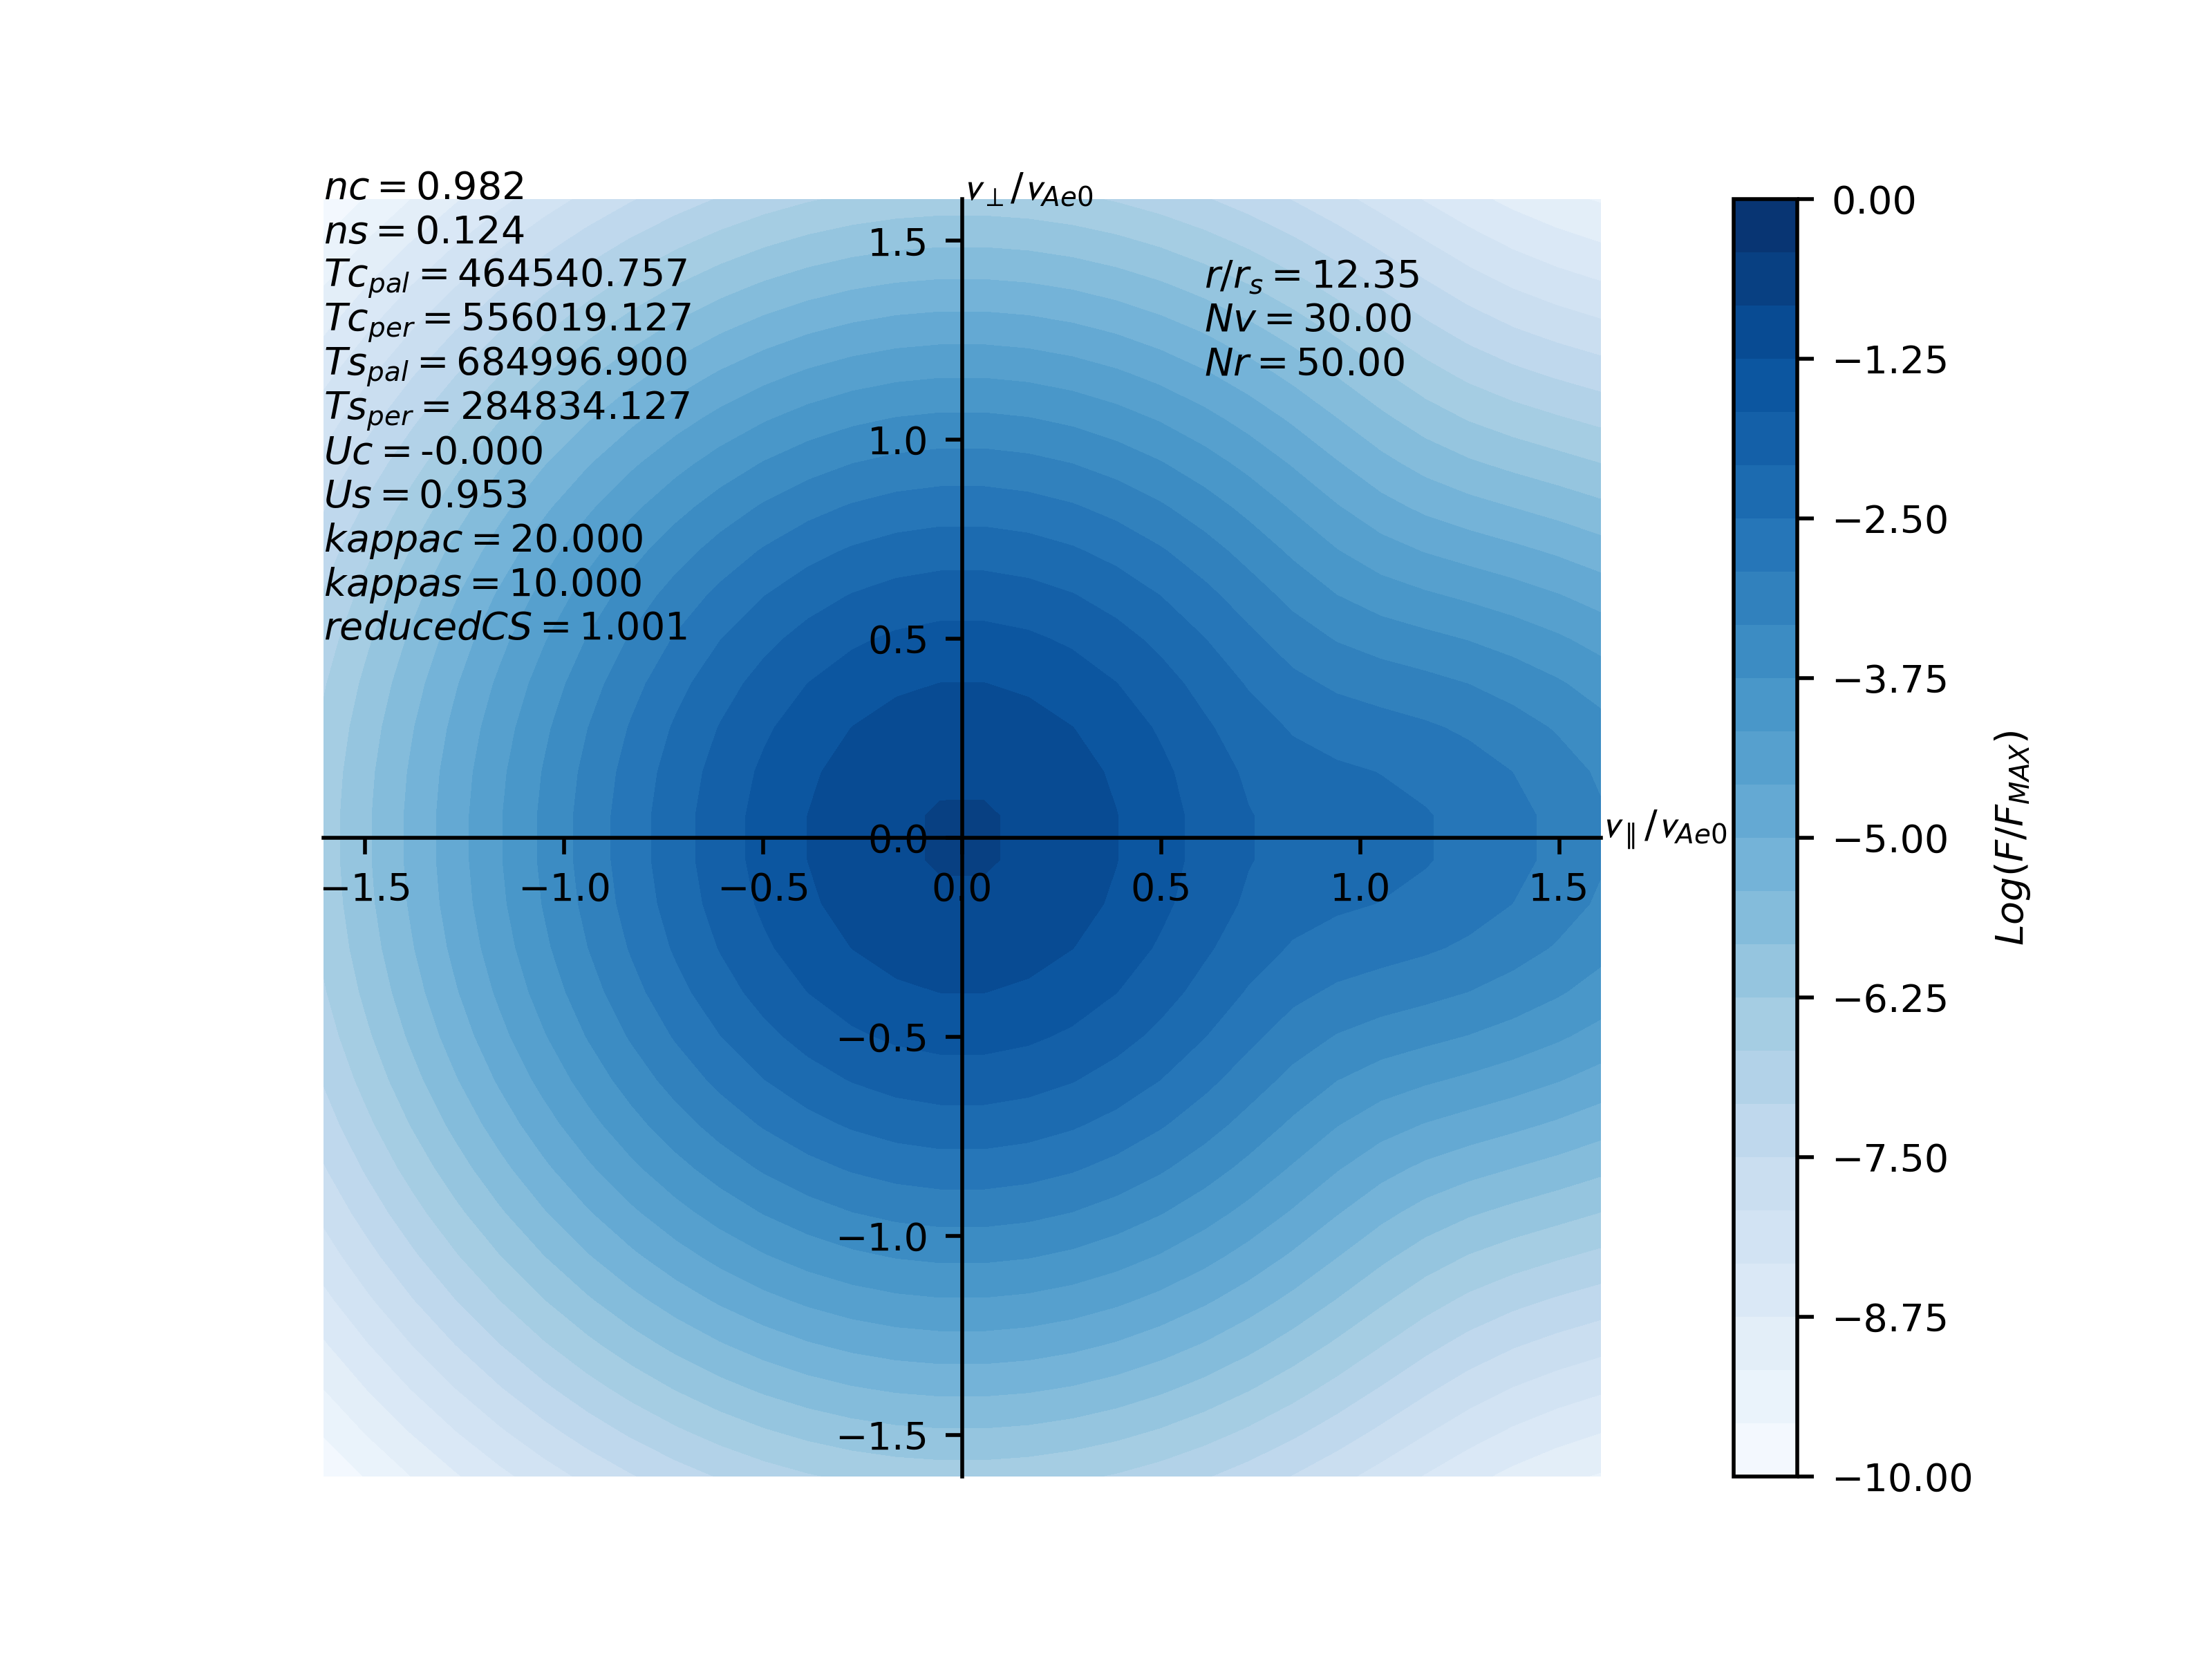 nc = 0.982
ns = 0.124
Tc_pal = 464540.757
Tc_per = 556019.127
Ts_pal = 684996.900
Ts_per = 284834.127
Uc = -0.000
Us = 0.953
kappac = 20.000
kappas = 10.000
reducedCS = 1.001
v⊥/v_Ae0
r/r_s = 12.35
Nv = 30.00
Nr = 50.00
1.5
1.0
0.5
0.0
−0.5
−1.0
−1.5
−1.5 −1.0 −0.5 0.0 0.5 1.0 1.5
v∥/v_Ae0
0.00
−1.25
−2.50
−3.75
−5.00
−6.25
−7.50
−8.75
−10.00
Log(F/F_MAX)